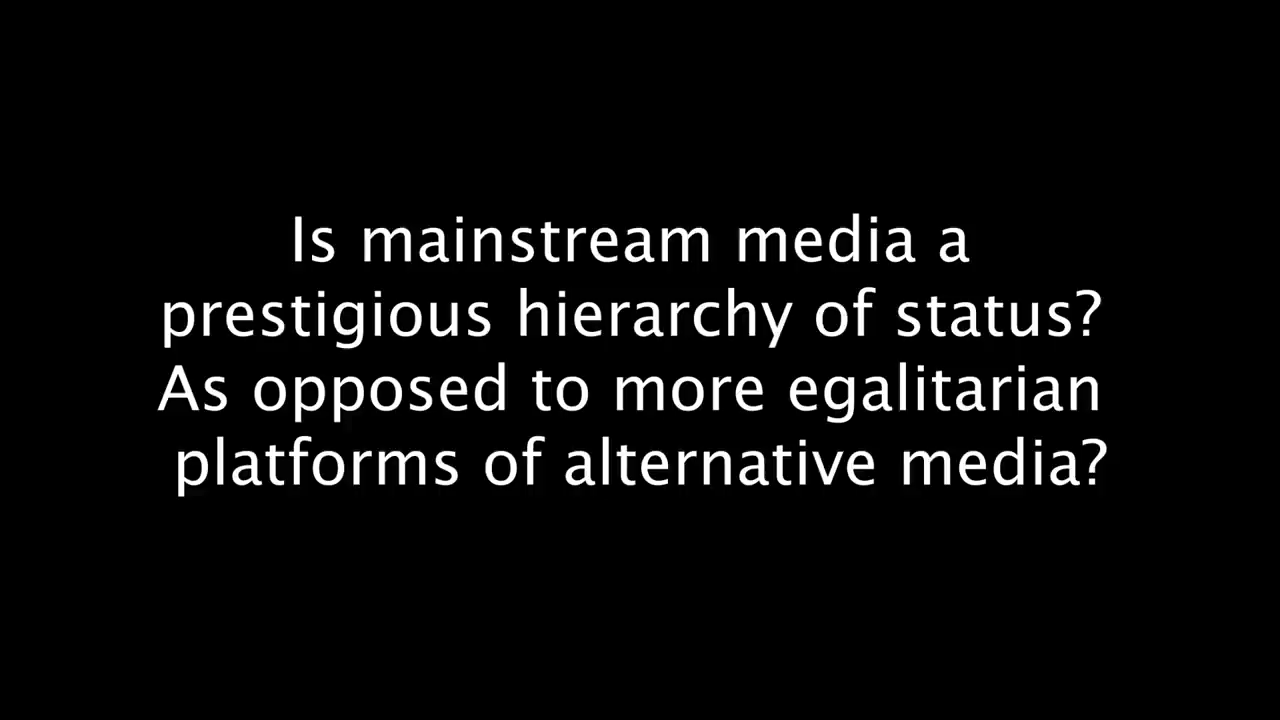 Is mainstream media a
prestigious hierarchy of status?
As opposed to more egalitarian
platforms of alternative media?